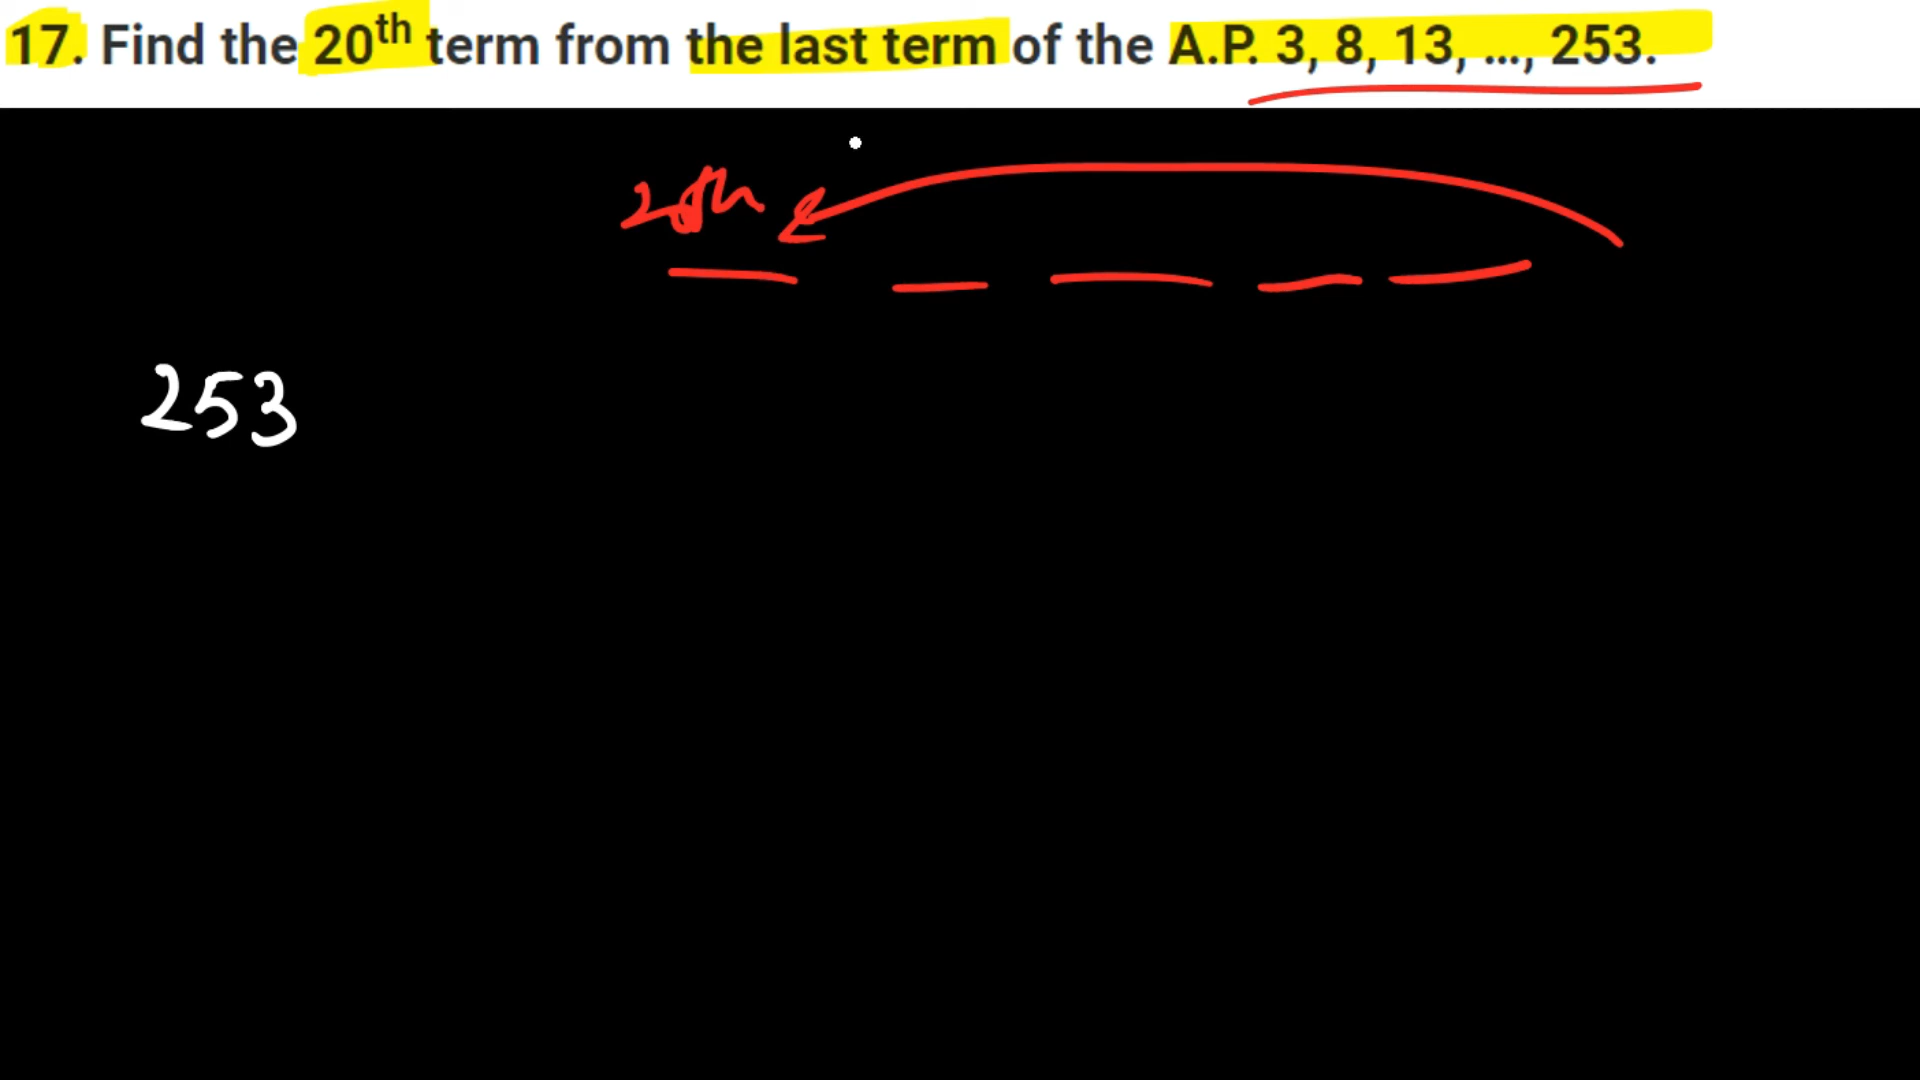 17. Find the 20th term from the last term of the A.P. 3, 8, 13, ..., 253.
20th
253